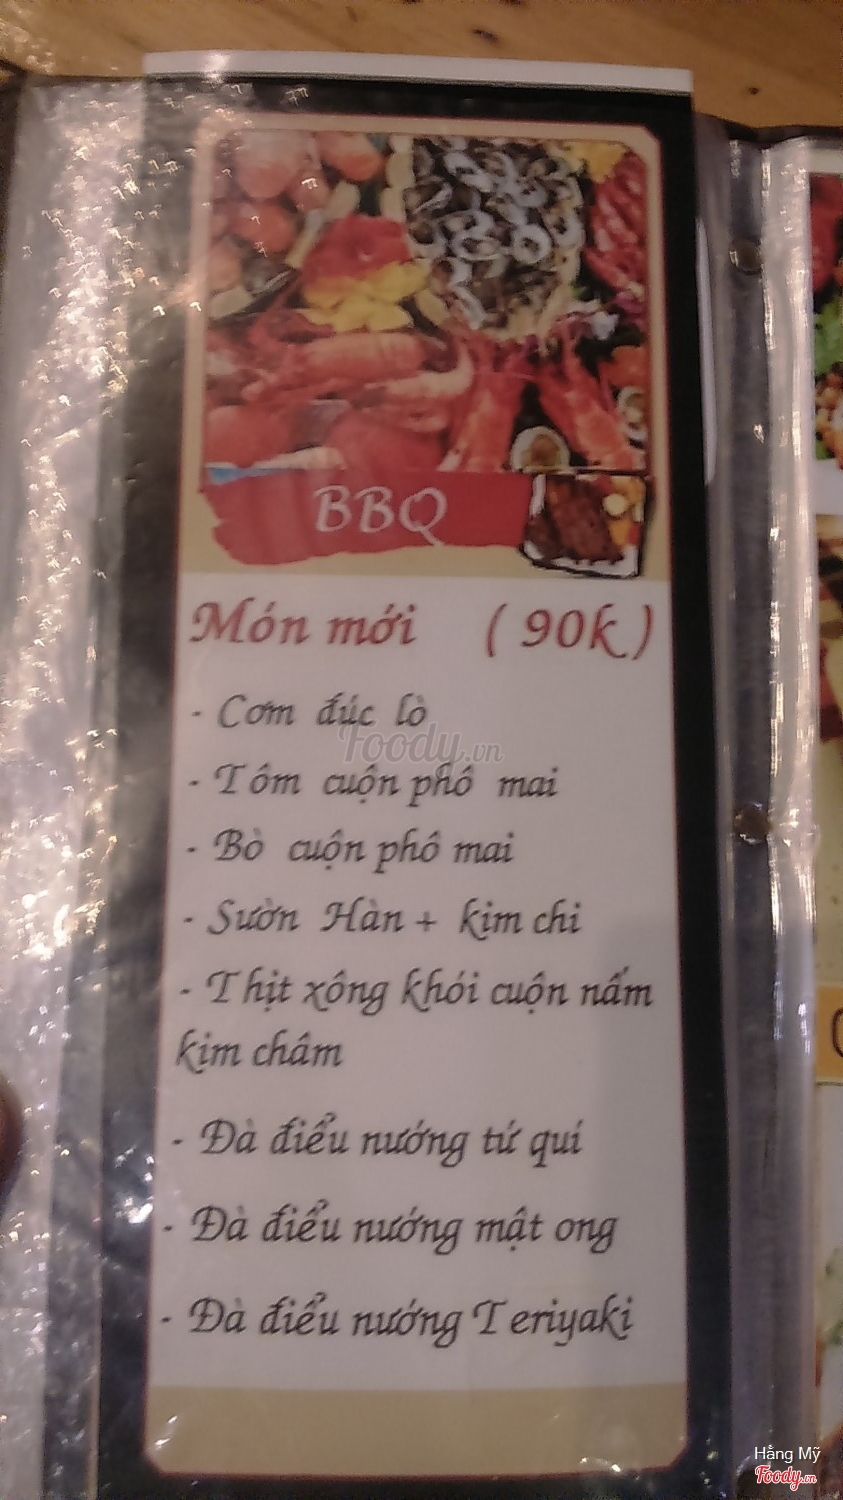 BBQ
Món mới ( 90k )
- Cơm đúc lò
Foody.vn
- Tôm cuộn phô mai
- Bò cuộn phô mai
- Sườn Hàn + kim chi
- Thịt xông khói cuộn nấm
kim châm
- Đà điểu nướng tứ quí
- Đà điểu nướng mật ong
- Đà điểu nướng Teriyaki
Hằng Mỹ
Foody.vn